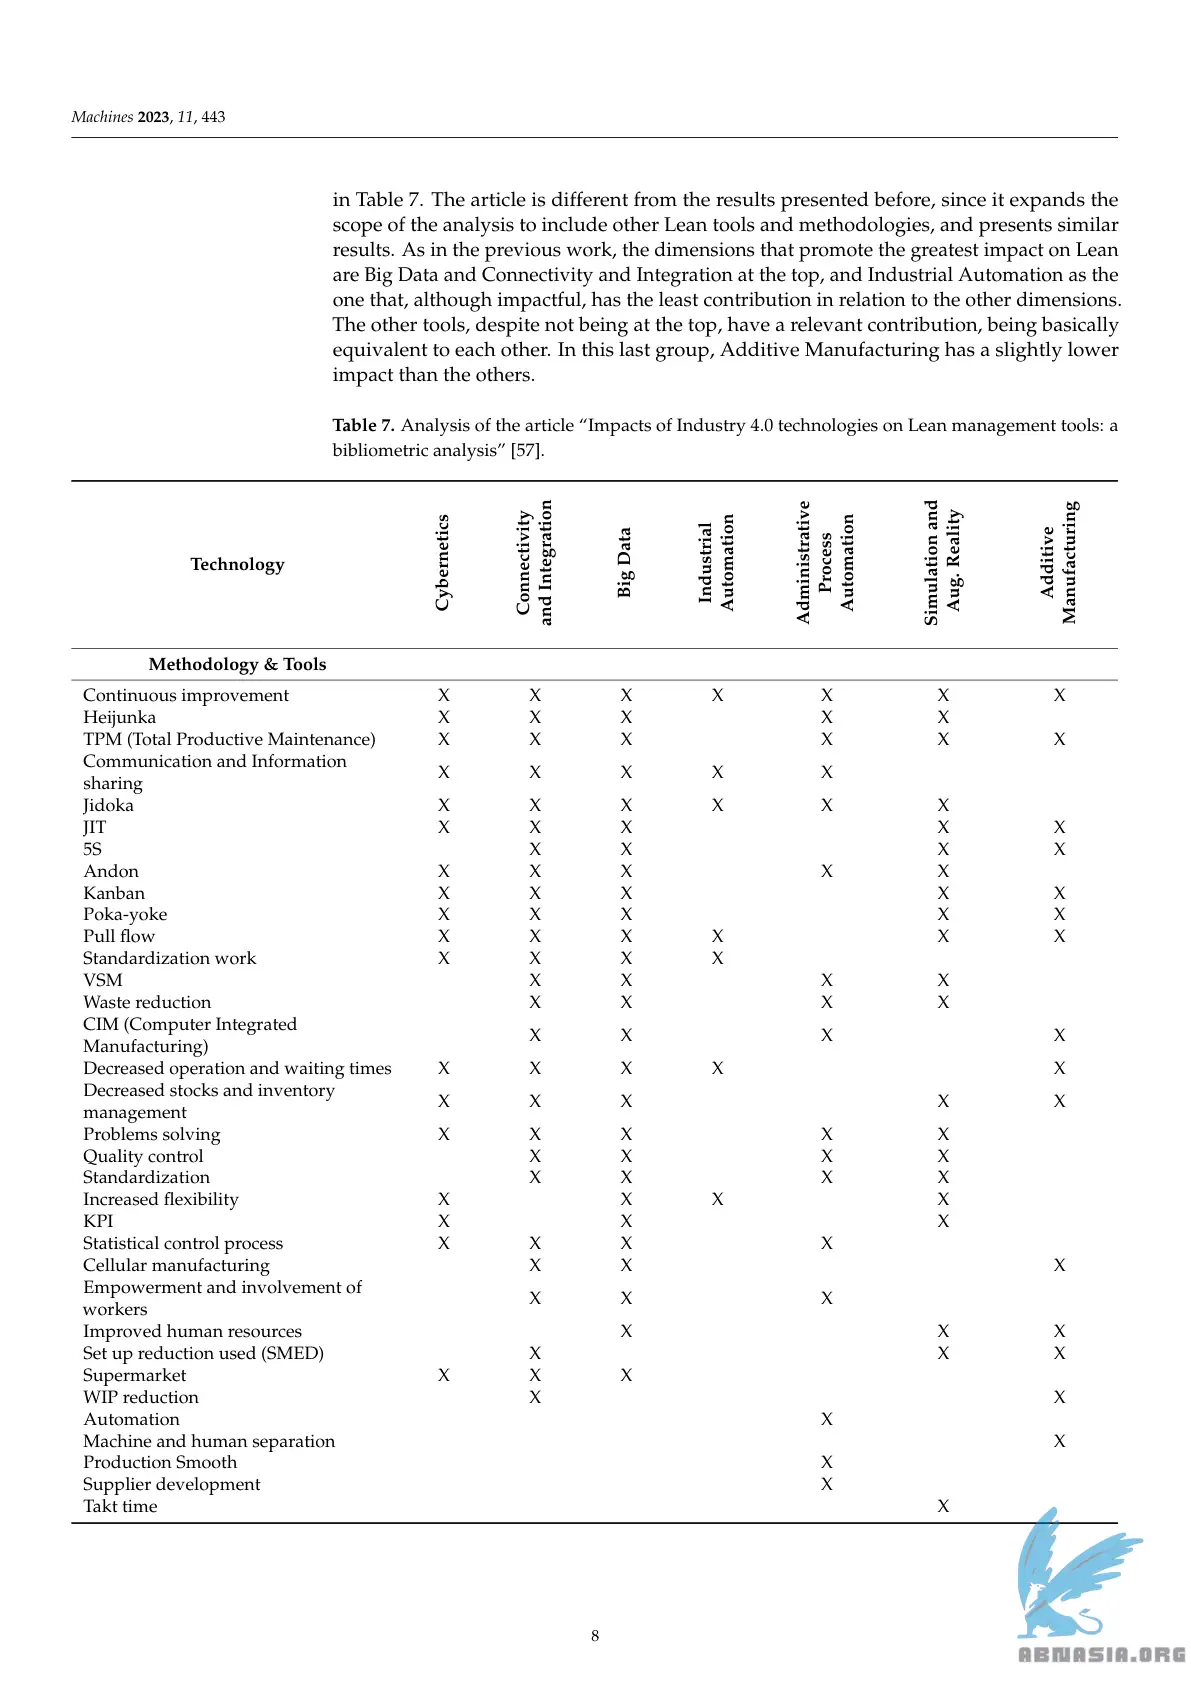 Machines 2023, 11, 443
in Table 7. The article is different from the results presented before, since it expands the
scope of the analysis to include other Lean tools and methodologies, and presents similar
results. As in the previous work, the dimensions that promote the greatest impact on Lean
are Big Data and Connectivity and Integration at the top, and Industrial Automation as the
one that, although impactful, has the least contribution in relation to the other dimensions.
The other tools, despite not being at the top, have a relevant contribution, being basically
equivalent to each other. In this last group, Additive Manufacturing has a slightly lower
impact than the others.
Table 7. Analysis of the article “Impacts of Industry 4.0 technologies on Lean management tools: a
bibliometric analysis” [57].
Technology
Cybernetics
Connectivity
and Integration
Big Data
Industrial
Automation
Administrative
Process
Automation
Simulation and
Aug. Reality
Additive
Manufacturing
Methodology & Tools
Continuous improvement X X X X X X X
Heijunka X X X X X
TPM (Total Productive Maintenance) X X X X X X
Communication and Information
sharing X X X X X
Jidoka X X X X X X
JIT X X X X X
5S X X X X
Andon X X X X X
Kanban X X X X X
Poka-yoke X X X X X
Pull flow X X X X X X
Standardization work X X X X
VSM X X X X
Waste reduction X X X X
CIM (Computer Integrated
Manufacturing) X X X X
Decreased operation and waiting times X X X X X
Decreased stocks and inventory
management X X X X X
Problems solving X X X X X
Quality control X X X X
Standardization X X X X
Increased flexibility X X X X
KPI X X X
Statistical control process X X X X
Cellular manufacturing X X X
Empowerment and involvement of
workers X X X
Improved human resources X X X
Set up reduction used (SMED) X X X
Supermarket X X X
WIP reduction X X
Automation X
Machine and human separation X
Production Smooth X
Supplier development X
Takt time X
8
ABNASIA.ORG